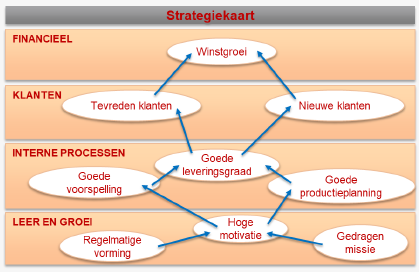 Strategiekaart
FINANCIEEL
Winstgroei
KLANTEN
Tevreden klanten
Nieuwe klanten
INTERNE PROCESSEN
Goede
leveringsgraad
Goede
voorspelling
Goede
productieplanning
LEER EN GROEI
Hoge
motivatie
Regelmatige
vorming
Gedragen
missie